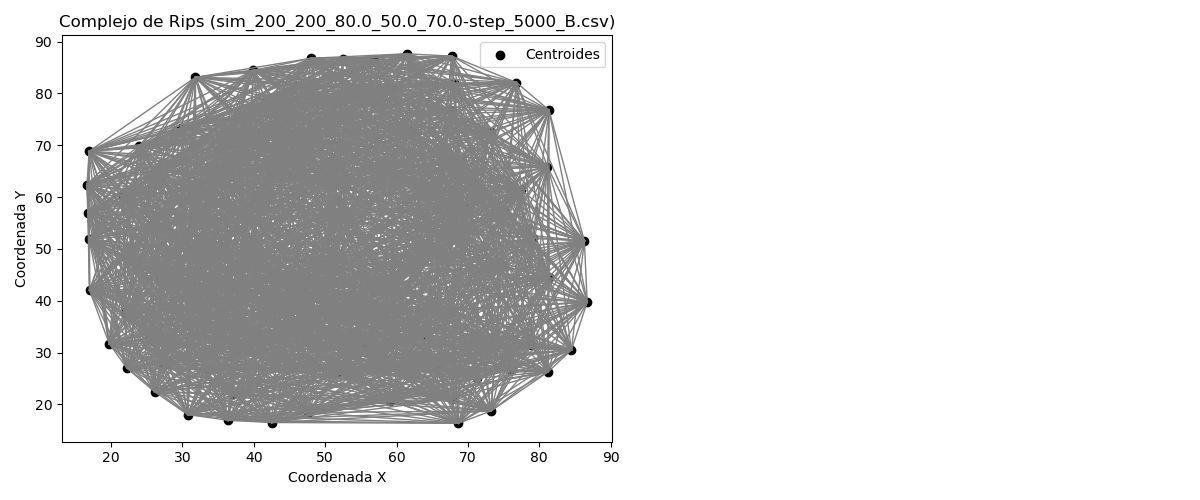 Complejo de Rips (sim_200_200_80.0_50.0_70.0-step_5000_B.csv)
Centroides
90
80
70
60
50
40
30
20
Coordenada Y
20 30 40 50 60 70 80 90
Coordenada X